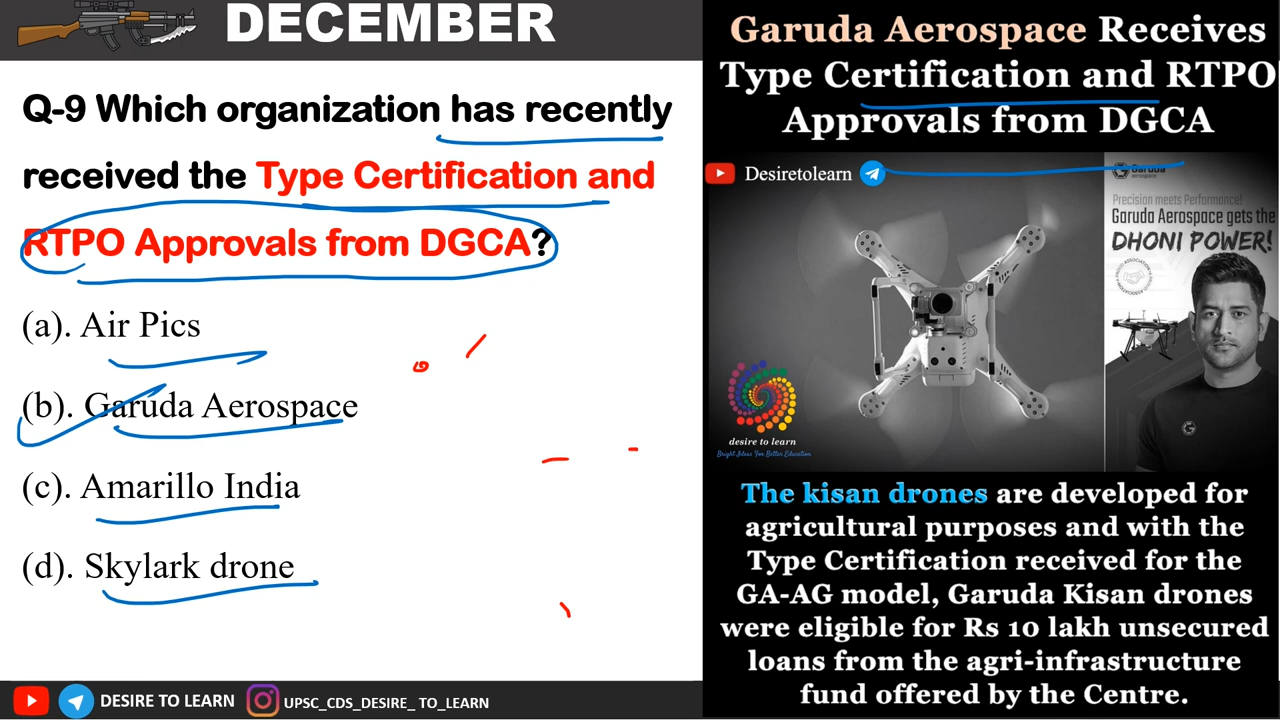 DECEMBER
Q-9 Which organization has recently
received the Type Certification and
RTPO Approvals from DGCA?
(a). Air Pics
(b). Garuda Aerospace
(c). Amarillo India
(d). Skylark drone
DESIRE TO LEARN
UPSC_CDS_DESIRE_ TO_LEARN
Garuda Aerospace Receives
Type Certification and RTPO
Approvals from DGCA
Desiretolearn
Garuda
aerospace
Precision meets Performance!
Garuda Aerospace gets the
DHONI POWER!
desire to learn
Bright Ideas For Better Education
The kisan drones are developed for
agricultural purposes and with the
Type Certification received for the
GA-AG model, Garuda Kisan drones
were eligible for Rs 10 lakh unsecured
loans from the agri-infrastructure
fund offered by the Centre.